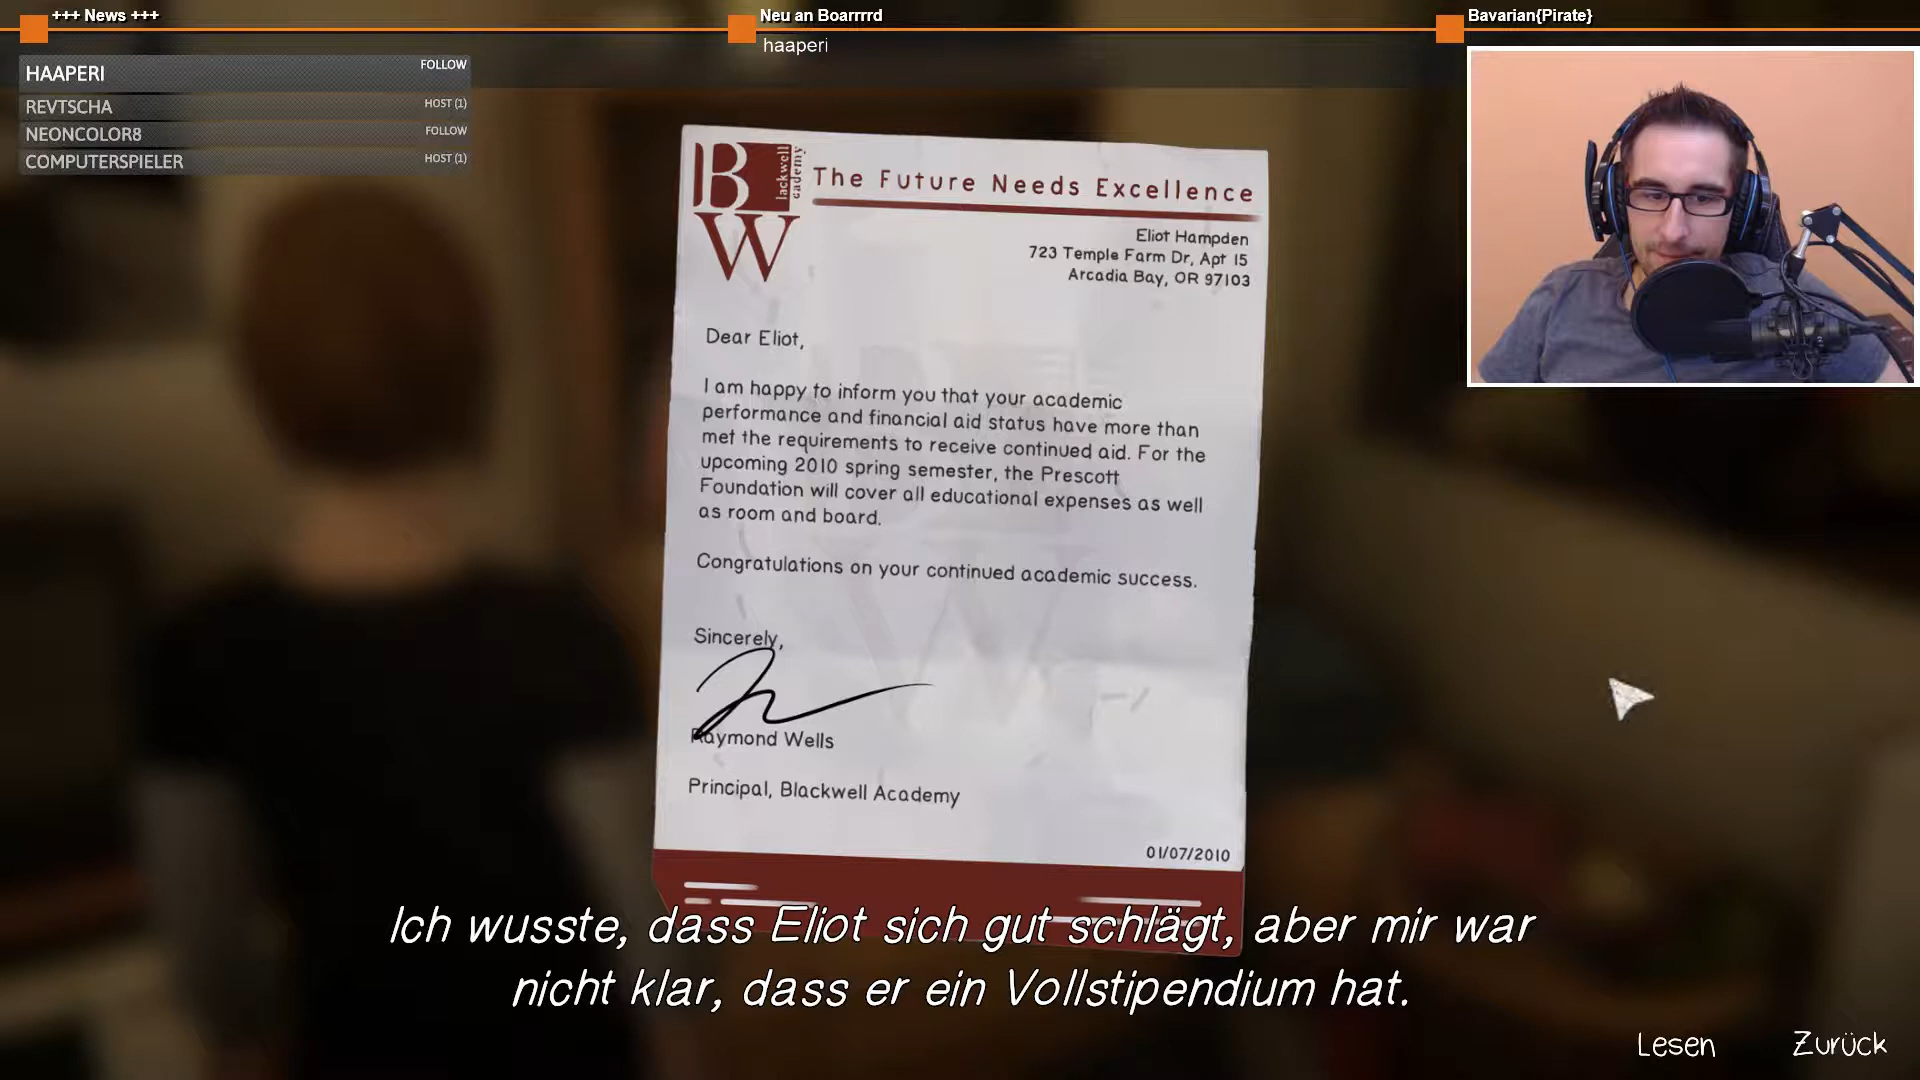 +++ News +++
Neu an Boarrrrd
haaperi
Bavarian{Pirate}
HAAPERI FOLLOW
REVTSCHA HOST (1)
NEONCOLOR8 FOLLOW
COMPUTERSPIELER HOST (1)
B lackwell cademy
W
The Future Needs Excellence
Eliot Hampden
723 Temple Farm Dr, Apt 15
Arcadia Bay, OR 97103
Dear Eliot,
I am happy to inform you that your academic
performance and financial aid status have more than
met the requirements to receive continued aid. For the
upcoming 2010 spring semester, the Prescott
Foundation will cover all educational expenses as well
as room and board.
Congratulations on your continued academic success.
Sincerely,
Raymond Wells
Principal, Blackwell Academy
01/07/2010
Ich wusste, dass Eliot sich gut schlägt, aber mir war
nicht klar, dass er ein Vollstipendium hat.
Lesen Zurück